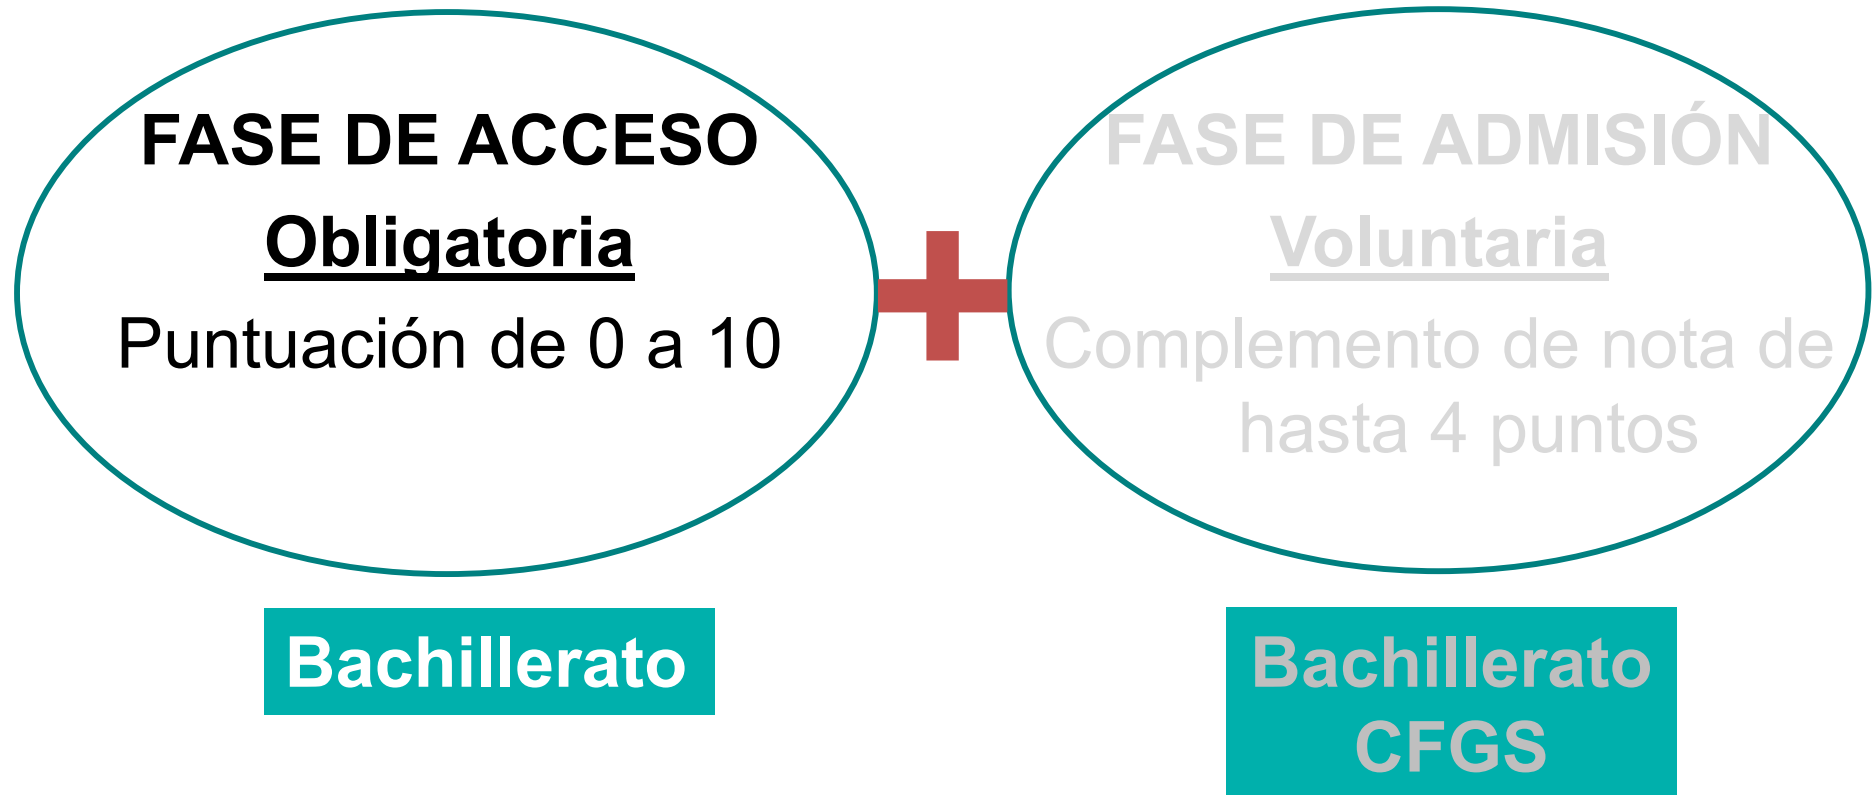 FASE DE ACCESO
Obligatoria
Puntuación de 0 a 10
Bachillerato
FASE DE ADMISIÓN
Voluntaria
Complemento de nota de
hasta 4 puntos
Bachillerato
CFGS